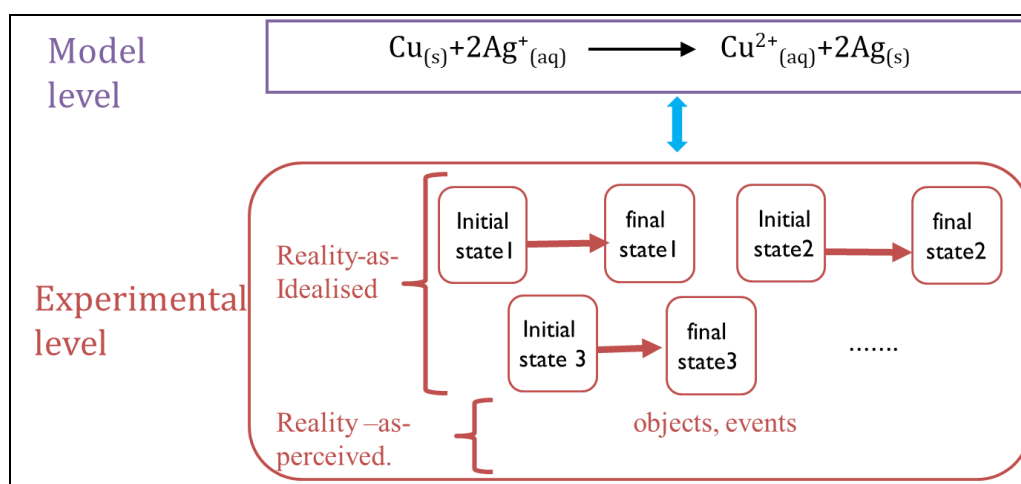 Model
level
Cu(s)+2Ag⁺(aq) ⟶ Cu²⁺(aq)+2Ag(s)
Initial
state1
final
state1
Initial
state2
final
state2
Reality-as-
Idealised
Experimental
level
Initial
state 3
final
state3
.......
Reality –as-
perceived.
objects, events